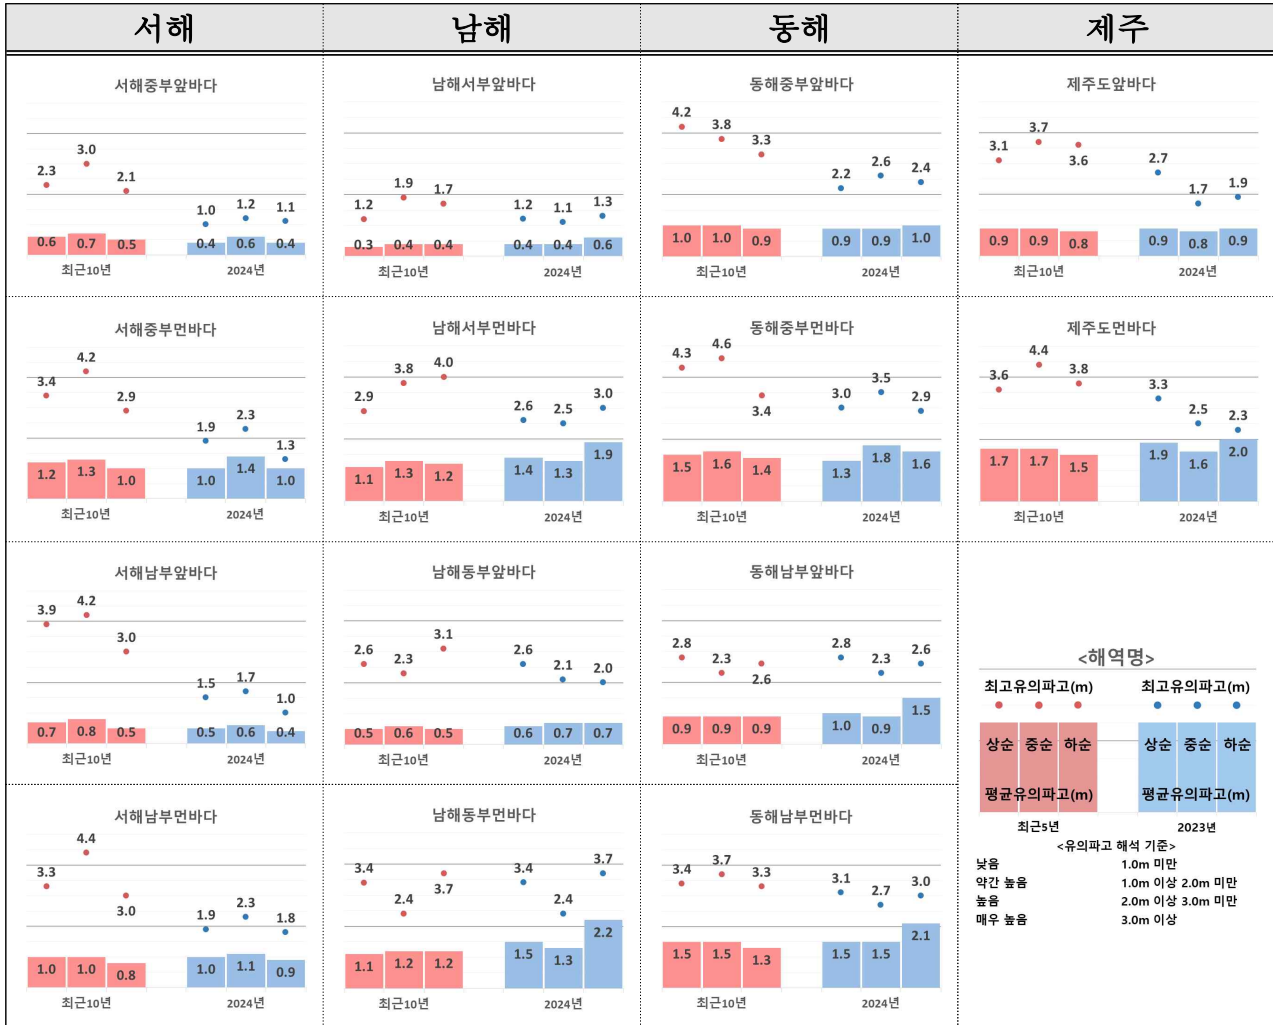 서해 남해 동해 제주
서해중부앞바다
2.3 3.0 2.1 1.0 1.2 1.1
0.6 0.7 0.5 0.4 0.6 0.4
최근10년 2024년
남해서부앞바다
1.2 1.9 1.7 1.2 1.1 1.3
0.3 0.4 0.4 0.4 0.4 0.6
최근10년 2024년
동해중부앞바다
4.2 3.8 3.3 2.2 2.6 2.4
1.0 1.0 0.9 0.9 0.9 1.0
최근10년 2024년
제주도앞바다
3.1 3.7 3.6 2.7 1.7 1.9
0.9 0.9 0.8 0.9 0.8 0.9
최근10년 2024년
서해중부먼바다
3.4 4.2 2.9 1.9 2.3 1.3
1.2 1.3 1.0 1.0 1.4 1.0
최근10년 2024년
남해서부먼바다
2.9 3.8 4.0 2.6 2.5 3.0
1.1 1.3 1.2 1.4 1.3 1.9
최근10년 2024년
동해중부먼바다
4.3 4.6 3.4 3.0 3.5 2.9
1.5 1.6 1.4 1.3 1.8 1.6
최근10년 2024년
제주도먼바다
3.6 4.4 3.8 3.3 2.5 2.3
1.7 1.7 1.5 1.9 1.6 2.0
최근10년 2024년
서해남부앞바다
3.9 4.2 3.0 1.5 1.7 1.0
0.7 0.8 0.5 0.5 0.6 0.4
최근10년 2024년
남해동부앞바다
2.6 2.3 3.1 2.6 2.1 2.0
0.5 0.6 0.5 0.6 0.7 0.7
최근10년 2024년
동해남부앞바다
2.8 2.3 2.6 2.8 2.3 2.6
0.9 0.9 0.9 1.0 0.9 1.5
최근10년 2024년
서해남부먼바다
3.3 4.4 3.0 1.9 2.3 1.8
1.0 1.0 0.8 1.0 1.1 0.9
최근10년 2024년
남해동부먼바다
3.4 2.4 3.7 3.4 2.4 3.7
1.1 1.2 1.2 1.5 1.3 2.2
최근10년 2024년
동해남부먼바다
3.4 3.7 3.3 3.1 2.7 3.0
1.5 1.5 1.3 1.5 1.5 2.1
최근10년 2024년
<해역명>
최고유의파고(m) 최고유의파고(m)
상순 중순 하순 상순 중순 하순
평균유의파고(m) 평균유의파고(m)
최근5년 2023년
<유의파고 해석 기준>
낮음 1.0m 미만
약간 높음 1.0m 이상 2.0m 미만
높음 2.0m 이상 3.0m 미만
매우 높음 3.0m 이상